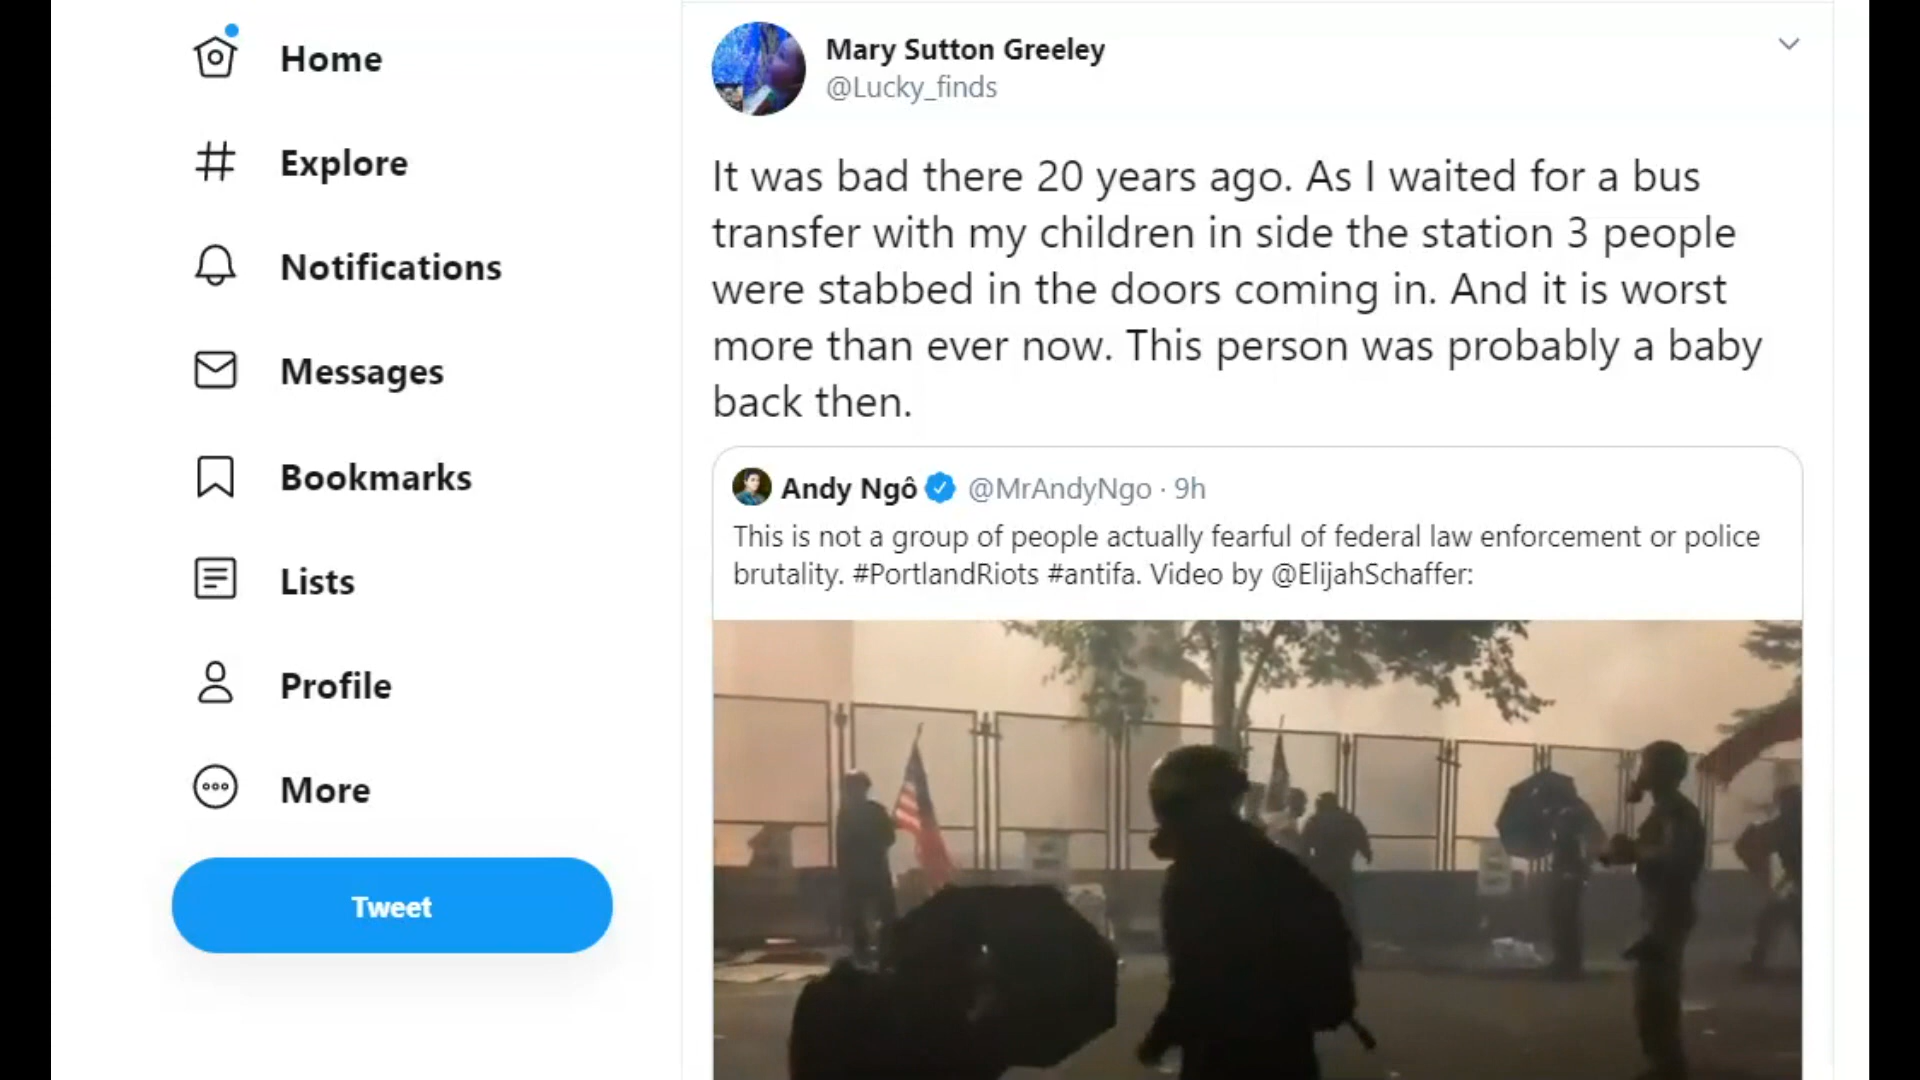 Home
Explore
Notifications
Messages
Bookmarks
Lists
Profile
More
Tweet
Mary Sutton Greeley
@Lucky_finds
It was bad there 20 years ago. As I waited for a bus
transfer with my children in side the station 3 people
were stabbed in the doors coming in. And it is worst
more than ever now. This person was probably a baby
back then.
Andy Ngô @MrAndyNgo · 9h
This is not a group of people actually fearful of federal law enforcement or police
brutality. #PortlandRiots #antifa. Video by @ElijahSchaffer: